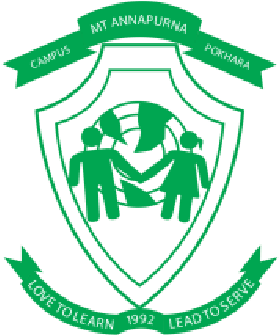 CAMPUS MT ANNAPURNA POKHARA
LOVE TO LEARN 1992 LEAD TO SERVE